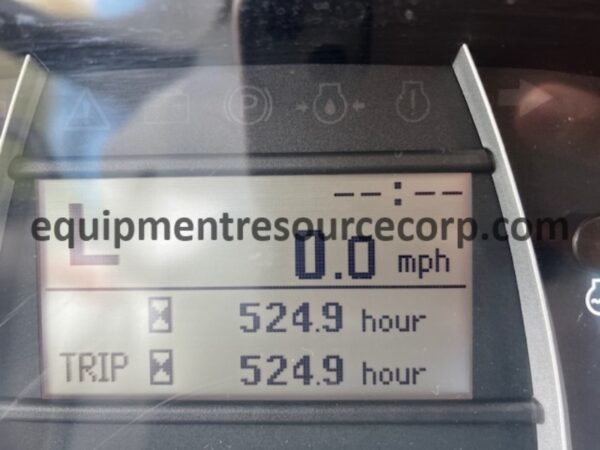 P
--:--
L
equipmentresourcecorp.com
0.0 mph
524.9 hour
TRIP 524.9 hour